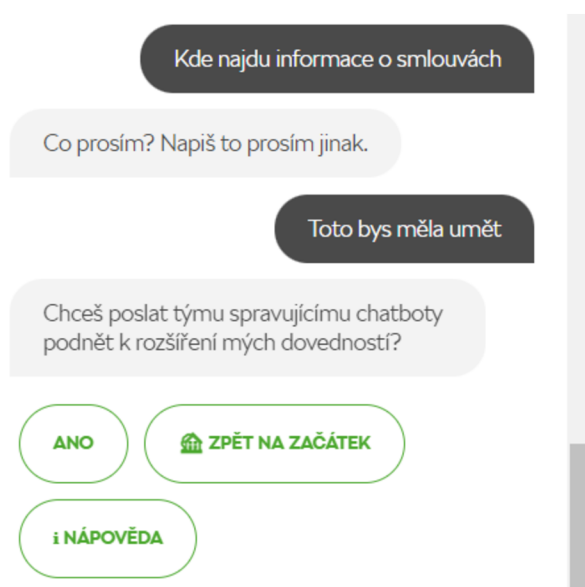 Kde najdu informace o smlouvách
Co prosím? Napiš to prosím jinak.
Toto bys měla umět
Chceš poslat týmu spravujícímu chatboty
podnět k rozšíření mých dovedností?
ANO
ZPĚT NA ZAČÁTEK
i NÁPOVĚDA